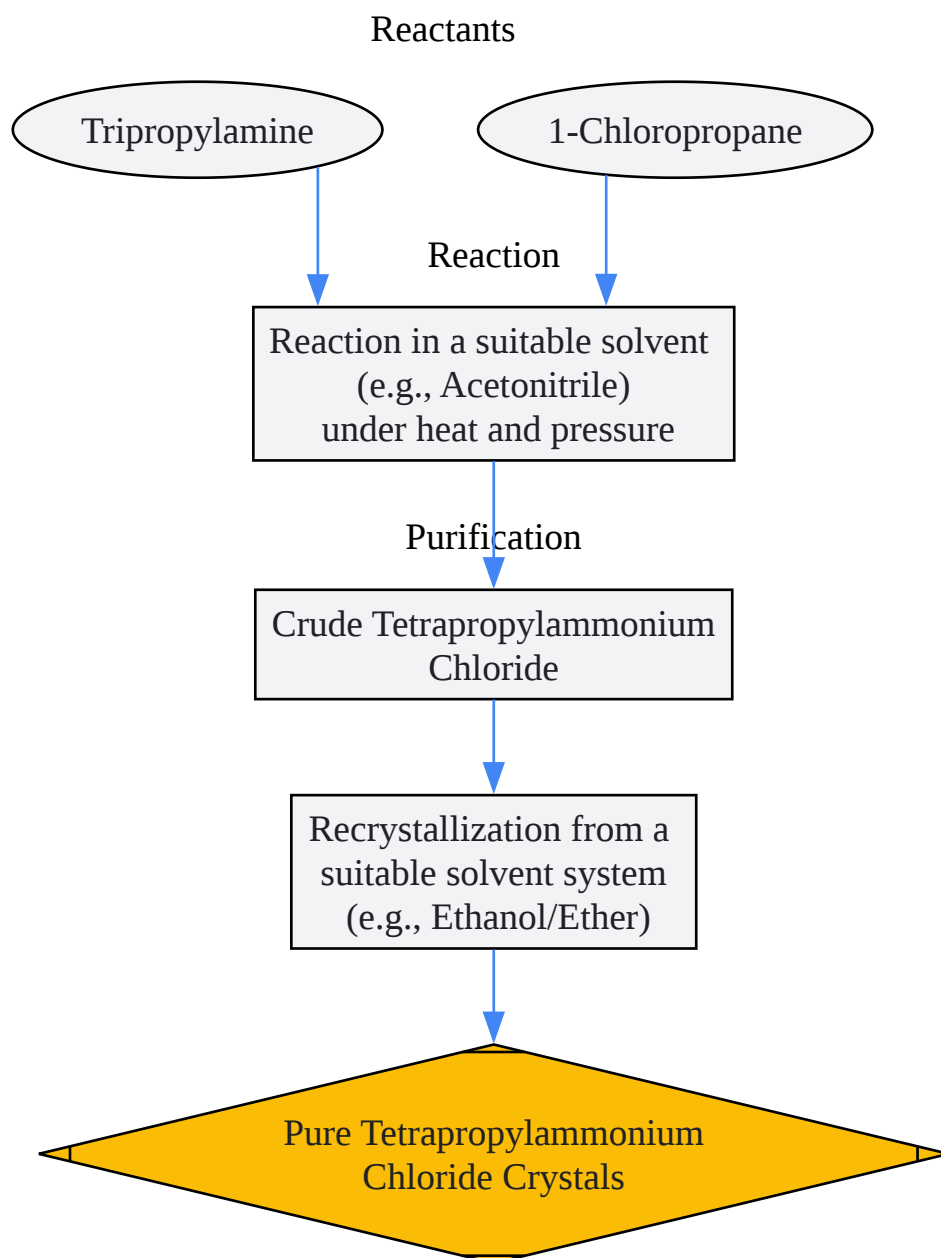 Reactants
Tripropylamine
1-Chloropropane
Reaction
Reaction in a suitable solvent
(e.g., Acetonitrile)
under heat and pressure
Purification
Crude Tetrapropylammonium
Chloride
Recrystallization from a
suitable solvent system
(e.g., Ethanol/Ether)
Pure Tetrapropylammonium
Chloride Crystals